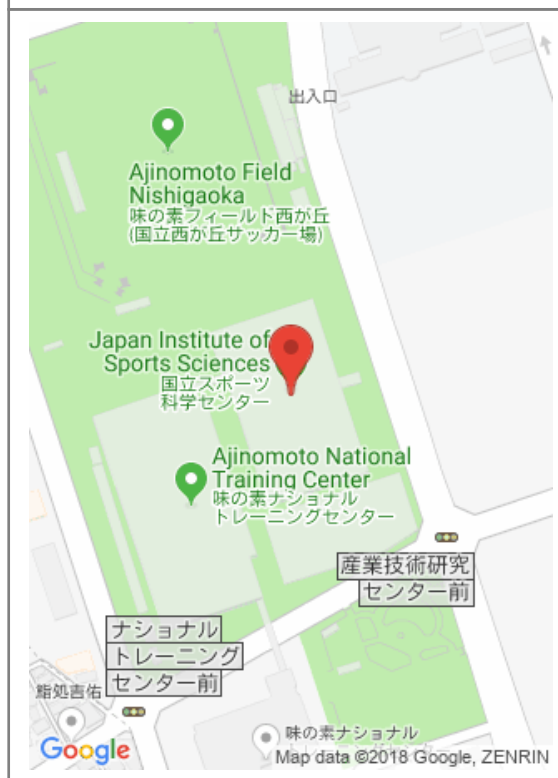 出入口
Ajinomoto Field
Nishigaoka
味の素フィールド西が丘
(国立西が丘サッカー場)
Japan Institute of
Sports Sciences
国立スポーツ
科学センター
Ajinomoto National
Training Center
味の素ナショナル
トレーニングセンター
産業技術研究
センター前
ナショナル
トレーニング
センター前
鮨処吉佑
味の素ナショナル
Google
Map data ©2018 Google, ZENRIN